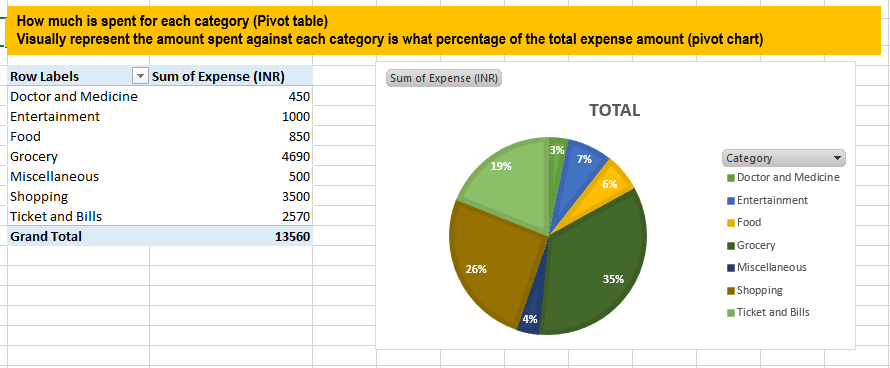 How much is spent for each category (Pivot table)
Visually represent the amount spent against each category is what percentage of the total expense amount (pivot chart)
Row Labels Sum of Expense (INR)
Doctor and Medicine 450
Entertainment 1000
Food 850
Grocery 4690
Miscellaneous 500
Shopping 3500
Ticket and Bills 2570
Grand Total 13560
Sum of Expense (INR)
TOTAL
3%
7%
6%
35%
4%
26%
19%
Category
Doctor and Medicine
Entertainment
Food
Grocery
Miscellaneous
Shopping
Ticket and Bills